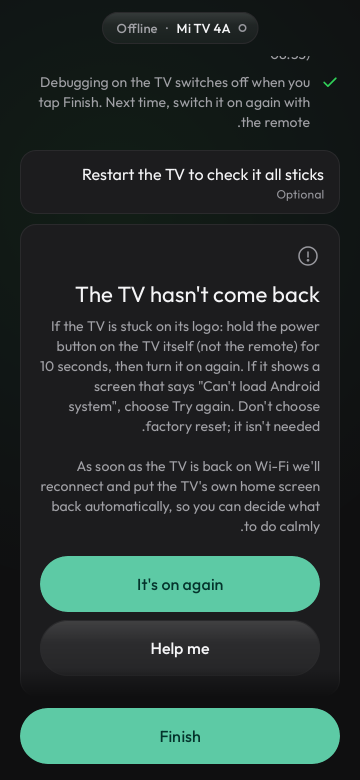 Offline · Mi TV 4A
Debugging on the TV switches off when you
tap Finish. Next time, switch it on again with
.the remote
Restart the TV to check it all sticks
Optional
The TV hasn't come back
If the TV is stuck on its logo: hold the power
button on the TV itself (not the remote) for
10 seconds, then turn it on again. If it shows a
screen that says "Can't load Android
system", choose Try again. Don't choose
.factory reset; it isn't needed
As soon as the TV is back on Wi-Fi we'll
reconnect and put the TV's own home screen
back automatically, so you can decide what
.to do calmly
It's on again
Help me
Finish